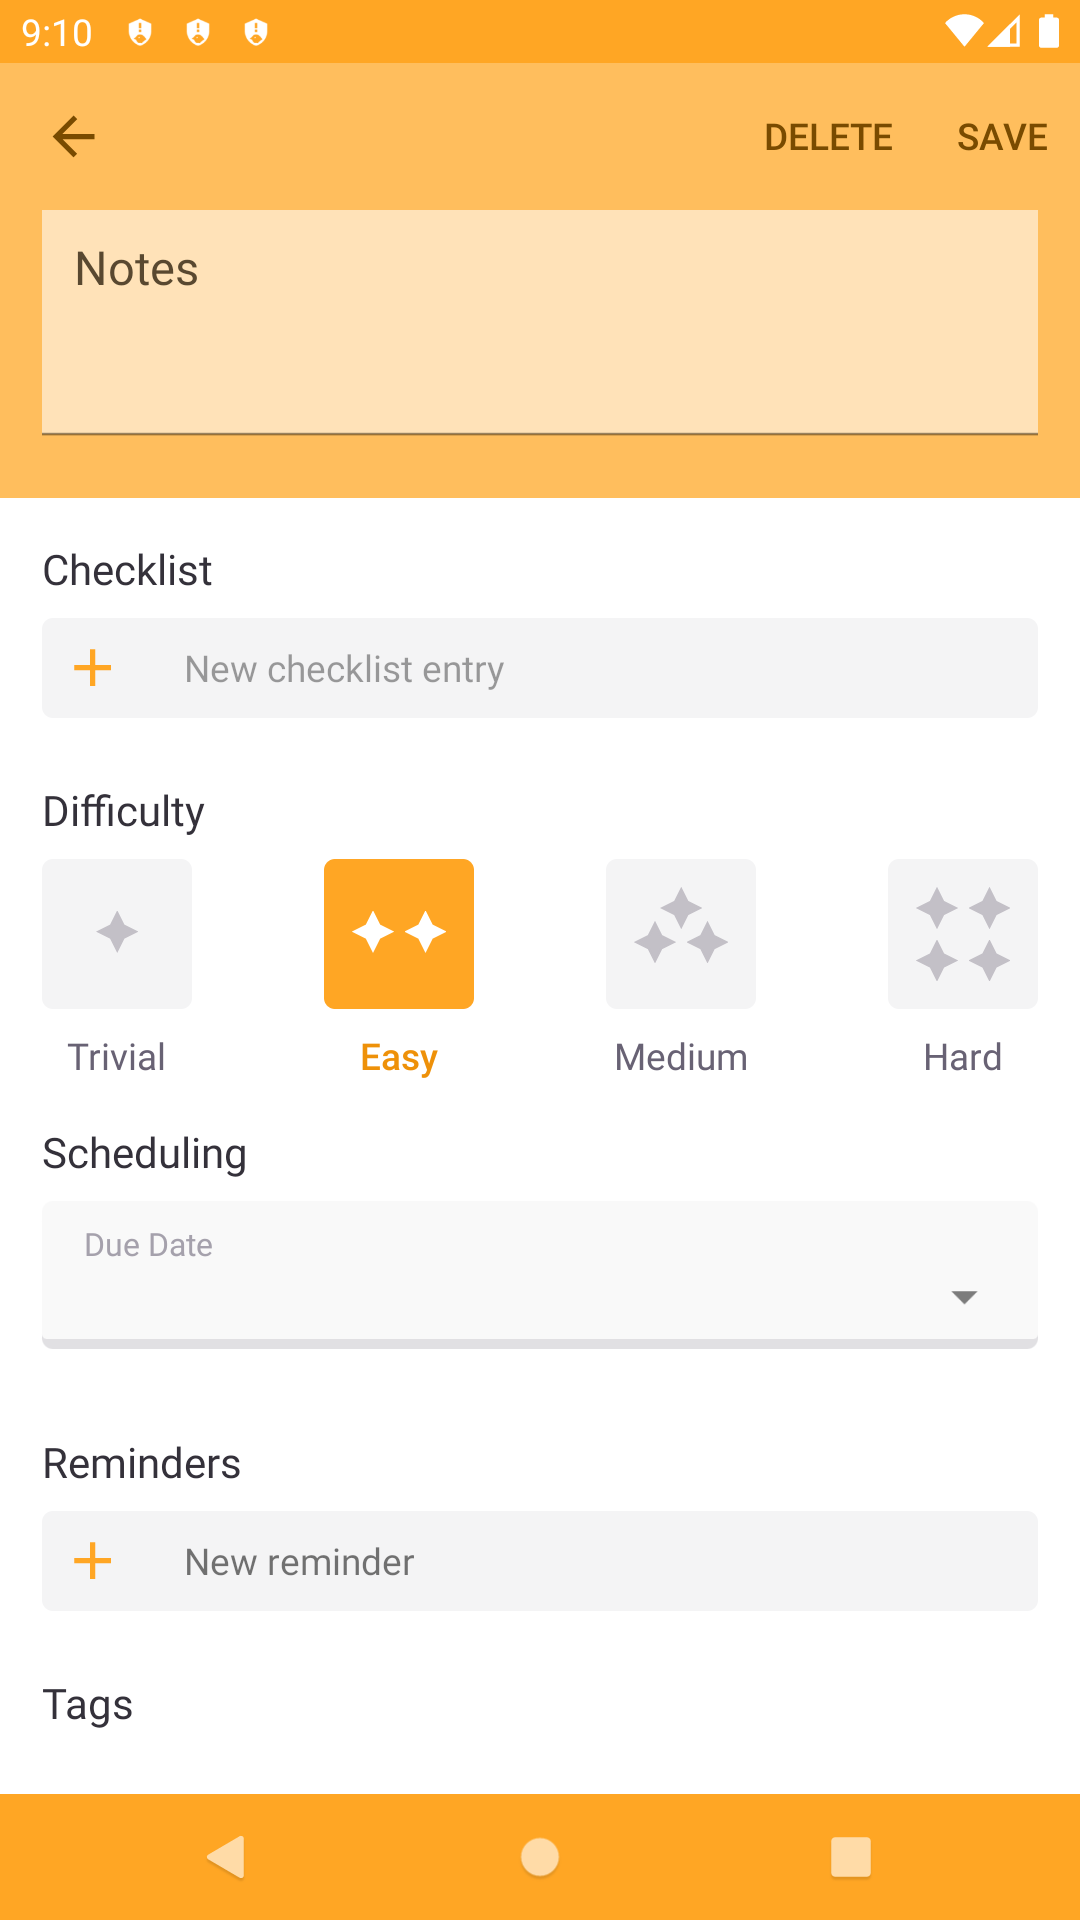 9:10
DELETE SAVE
Notes
Checklist
New checklist entry
Difficulty
Trivial Easy Medium Hard
Scheduling
Due Date
Reminders
New reminder
Tags